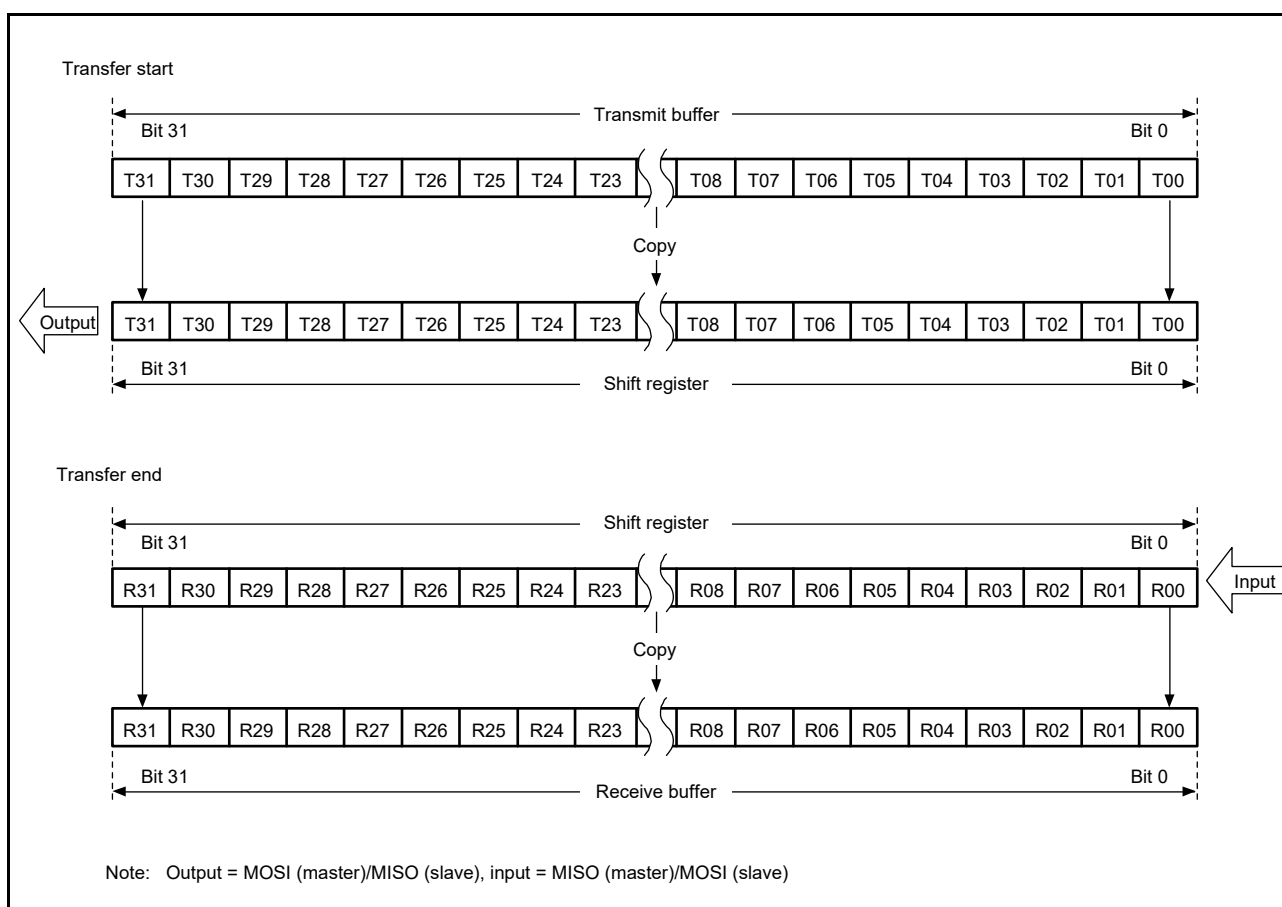 Transfer start
Transmit buffer
Bit 31 Bit 0
T31 T30 T29 T28 T27 T26 T25 T24 T23 T08 T07 T06 T05 T04 T03 T02 T01 T00
Copy
Output T31 T30 T29 T28 T27 T26 T25 T24 T23 T08 T07 T06 T05 T04 T03 T02 T01 T00
Bit 31 Bit 0
Shift register
Transfer end
Shift register
Bit 31 Bit 0
R31 R30 R29 R28 R27 R26 R25 R24 R23 R08 R07 R06 R05 R04 R03 R02 R01 R00 Input
Copy
R31 R30 R29 R28 R27 R26 R25 R24 R23 R08 R07 R06 R05 R04 R03 R02 R01 R00
Bit 31 Bit 0
Receive buffer
Note: Output = MOSI (master)/MISO (slave), input = MISO (master)/MOSI (slave)